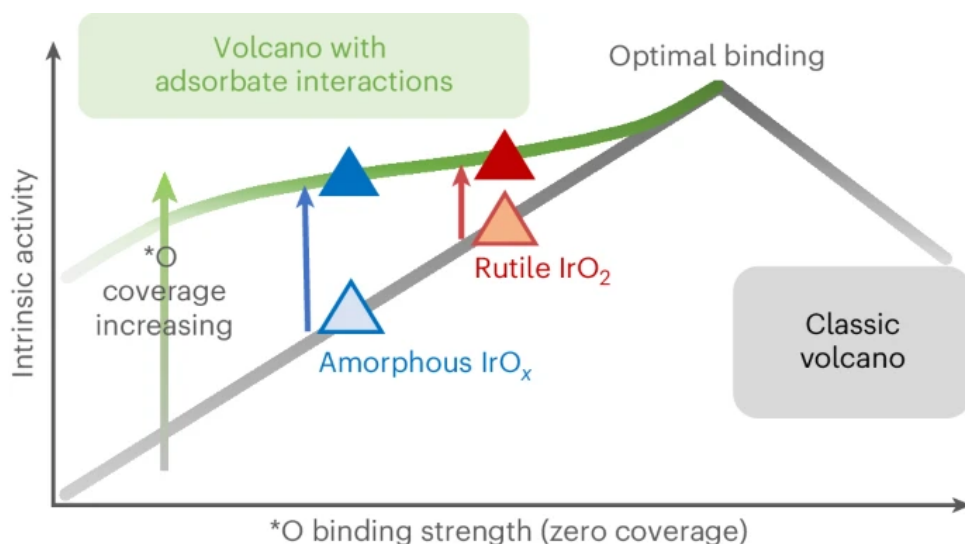 Volcano with
adsorbate interactions
Optimal binding
Intrinsic activity
*O
coverage
increasing
Rutile IrO₂
Amorphous IrOₓ
Classic
volcano
*O binding strength (zero coverage)